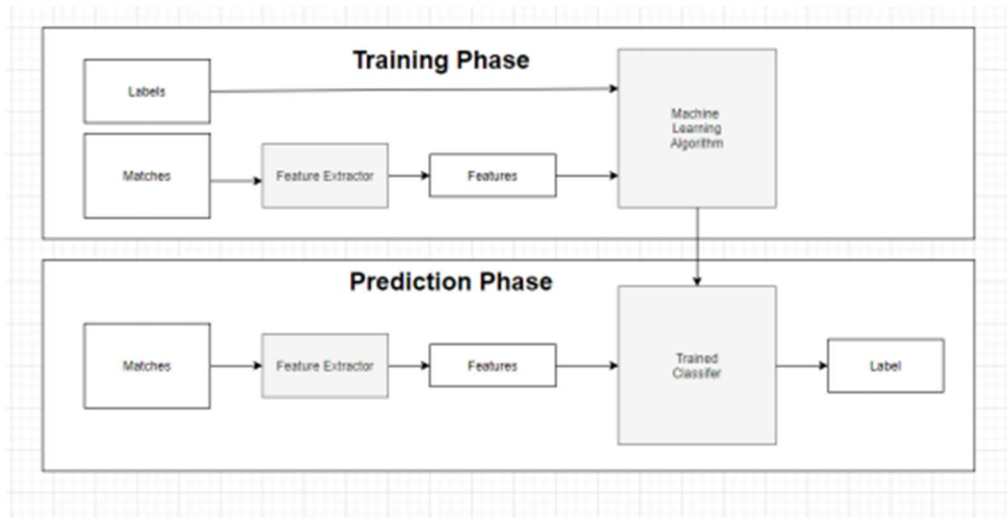 Training Phase
Labels
Machine
Learning
Algorithm
Matches
Feature Extractor
Features
Prediction Phase
Matches
Feature Extractor
Features
Trained
Classifer
Label